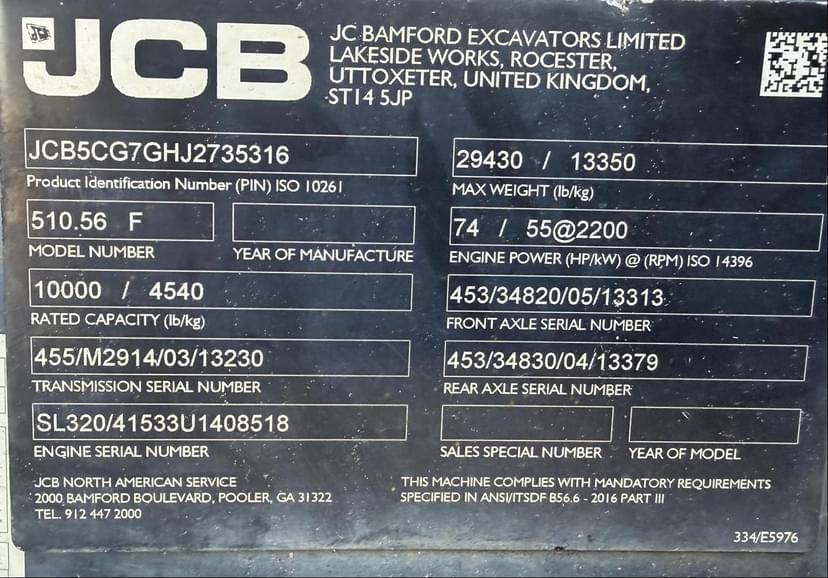 JCB
JC BAMFORD EXCAVATORS LIMITED
LAKESIDE WORKS, ROCESTER,
UTTOXETER, UNITED KINGDOM,
ST14 5JP
JCB5CG7GHJ2735316
Product Identification Number (PIN) ISO 10261
29430 / 13350
MAX WEIGHT (lb/kg)
510.56 F
MODEL NUMBER
YEAR OF MANUFACTURE
74 / 55@2200
ENGINE POWER (HP/kW) @ (RPM) ISO 14396
10000 / 4540
RATED CAPACITY (lb/kg)
453/34820/05/13313
FRONT AXLE SERIAL NUMBER
455/M2914/03/13230
TRANSMISSION SERIAL NUMBER
453/34830/04/13379
REAR AXLE SERIAL NUMBER
SL320/41533U1408518
ENGINE SERIAL NUMBER
SALES SPECIAL NUMBER
YEAR OF MODEL
JCB NORTH AMERICAN SERVICE
2000 BAMFORD BOULEVARD, POOLER, GA 31322
TEL. 912 447 2000
THIS MACHINE COMPLIES WITH MANDATORY REQUIREMENTS
SPECIFIED IN ANSI/ITSDF B56.6 - 2016 PART III
334/E5976